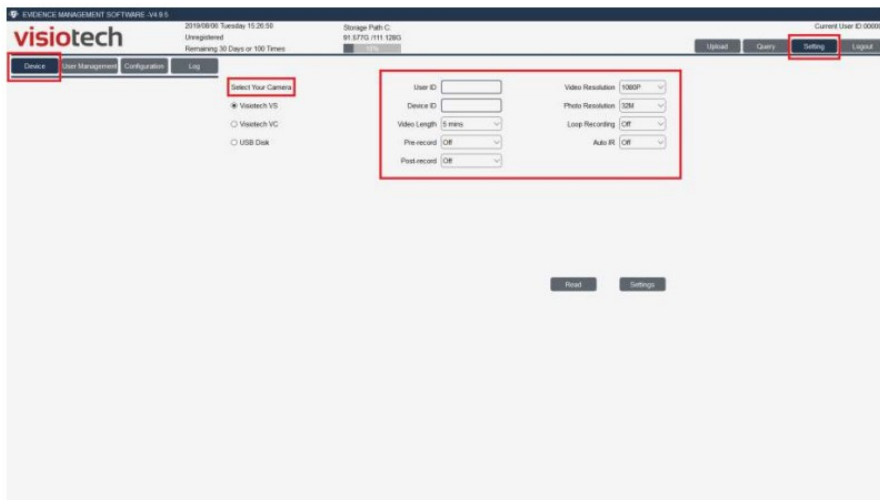 EVIDENCE MANAGEMENT SOFTWARE -V4.9.5
visiotech
2019/08/06 Tuesday 15:26:50
Unregistered
Remaining 30 Days or 100 Times
Storage Path C:
91.577G /111.128G
Current User ID:00000
Upload Query Setting Logout
Device User Management Configuration Log
Select Your Camera
Visiotech VS
Visiotech VC
USB Disk
User ID
Device ID
Video Length 5 mins
Pre-record Off
Post-record Off
Video Resolution 1080P
Photo Resolution 32M
Loop Recording Off
Auto IR Off
Read Settings